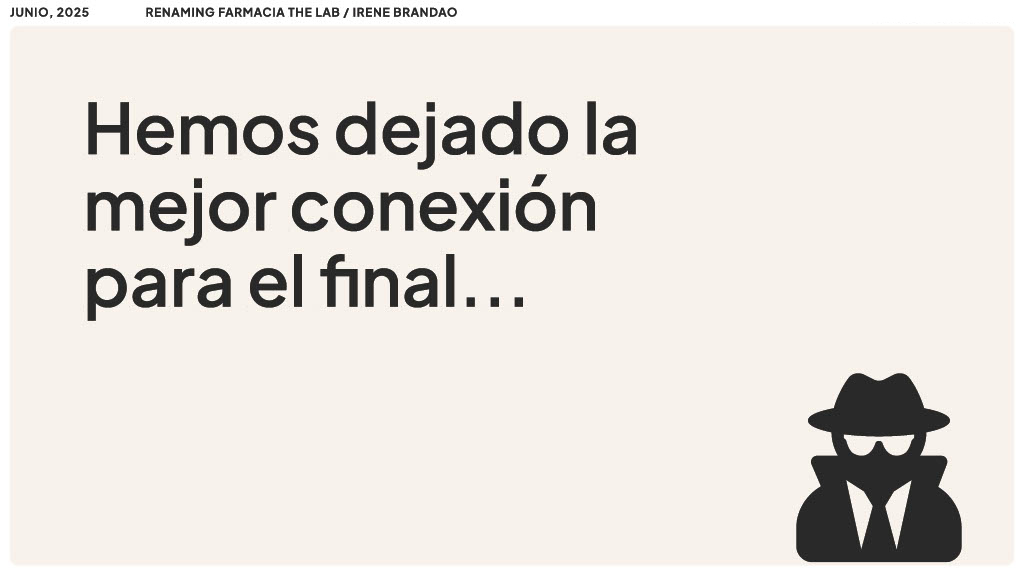 JUNIO, 2025 RENAMING FARMACIA THE LAB / IRENE BRANDAO
Hemos dejado la
mejor conexión
para el final...